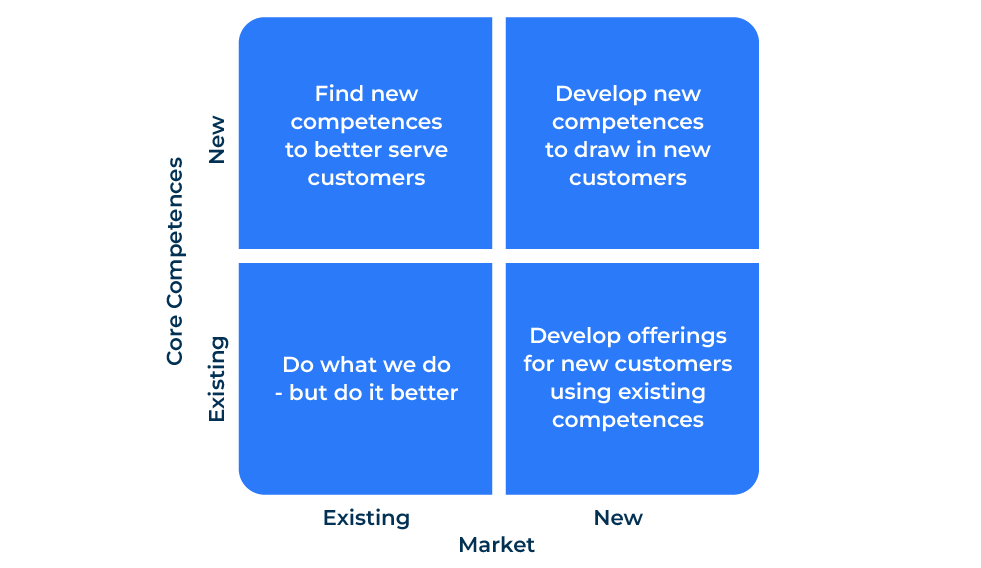 Core Competences
New
Find new
competences
to better serve
customers
Develop new
competences
to draw in new
customers
Existing
Do what we do
- but do it better
Develop offerings
for new customers
using existing
competences
Existing
New
Market